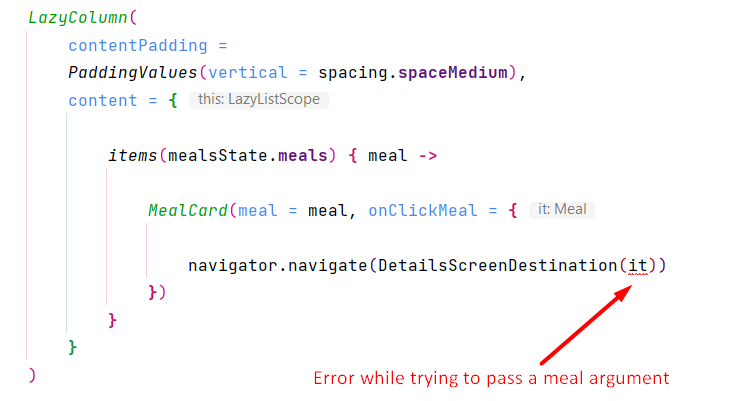 LazyColumn(
contentPadding =
PaddingValues(vertical = spacing.spaceMedium),
content = { this: LazyListScope
items(mealsState.meals) { meal ->
MealCard(meal = meal, onClickMeal = { it: Meal
navigator.navigate(DetailsScreenDestination(it))
})
}
}
)
Error while trying to pass a meal argument